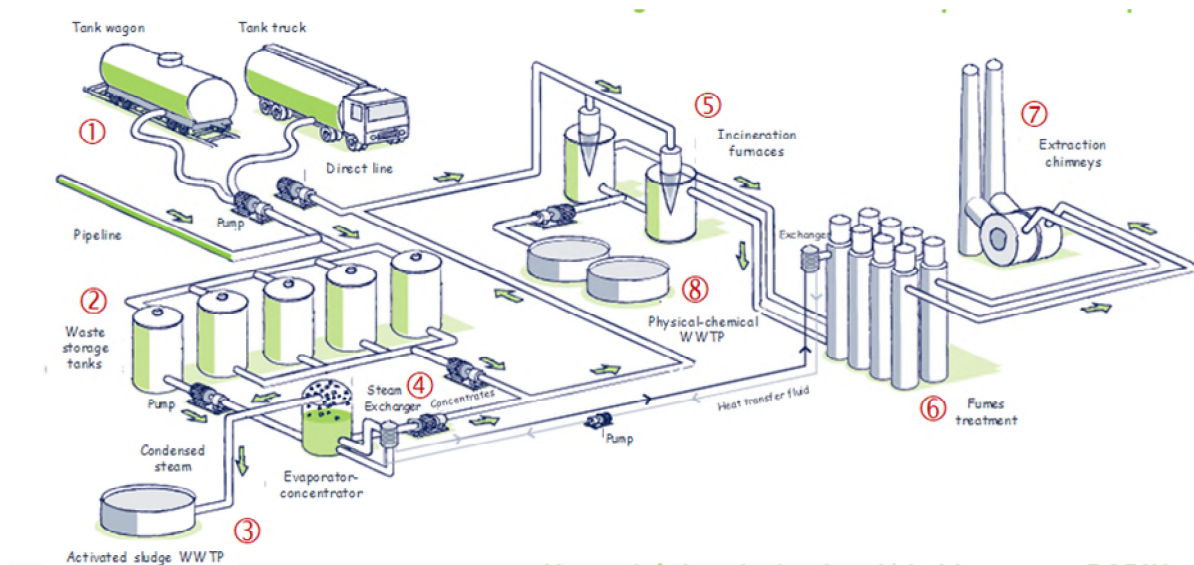 Tank wagon
Tank truck
①
Direct line
Pump
Pipeline
⑤
Incineration
furnaces
⑦
Extraction
chimneys
Exchanger
②
Waste
storage
tanks
⑧
Physical-chemical
WWTP
Pump
Steam
Exchanger
④
Concentrates
Heat transfer fluid
Pump
⑥
Fumes
treatment
Condensed
steam
Evaporator-
concentrator
③
Activated sludge WWTP